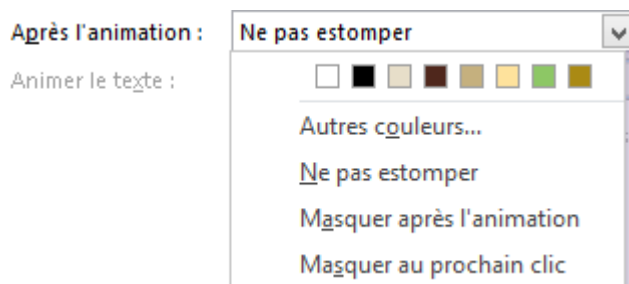 Après l'animation : Ne pas estomper
Animer le texte :
Autres couleurs...
Ne pas estomper
Masquer après l'animation
Masquer au prochain clic